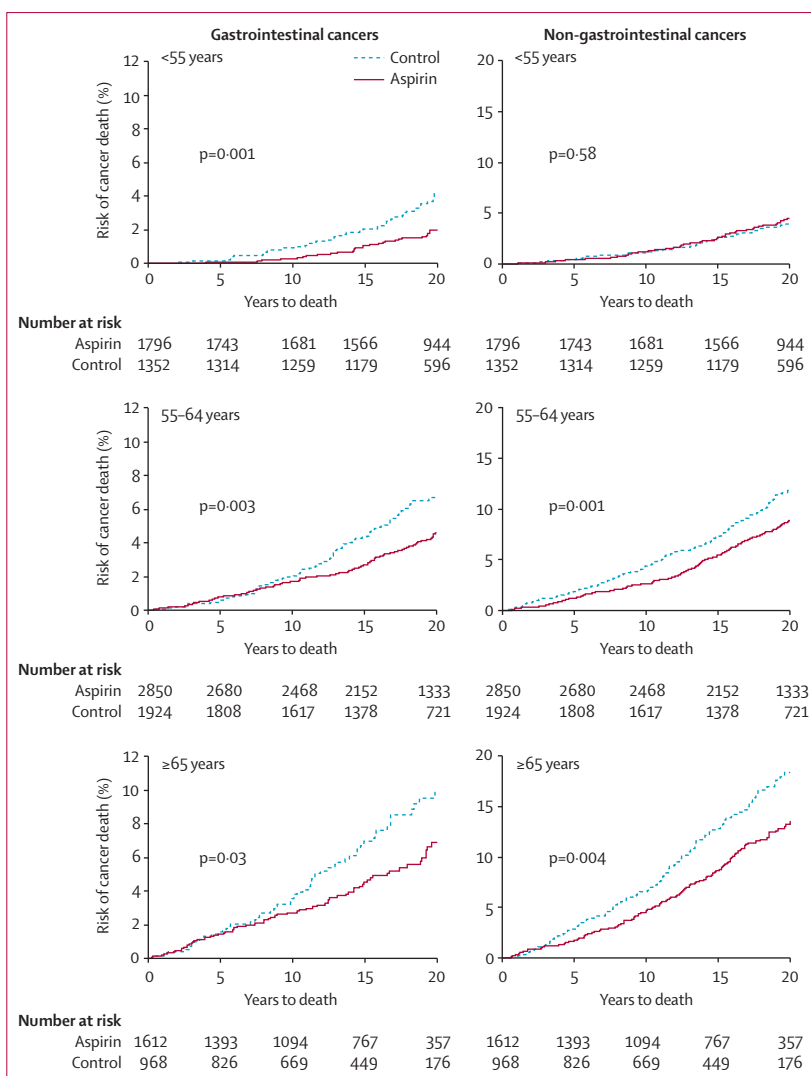 Gastrointestinal cancers Non-gastrointestinal cancers
<55 years
Control
Aspirin
Risk of cancer death (%)
12
10
8
6
4
2
0
p=0·001
0 5 10 15 20
Years to death
<55 years
20
15
10
5
0
p=0·58
0 5 10 15 20
Years to death
Number at risk
Aspirin 1796 1743 1681 1566 944 1796 1743 1681 1566 944
Control 1352 1314 1259 1179 596 1352 1314 1259 1179 596
55–64 years
Risk of cancer death (%)
12
10
8
6
4
2
0
p=0·003
0 5 10 15 20
Years to death
55–64 years
20
15
10
5
0
p=0·001
0 5 10 15 20
Years to death
Number at risk
Aspirin 2850 2680 2468 2152 1333 2850 2680 2468 2152 1333
Control 1924 1808 1617 1378 721 1924 1808 1617 1378 721
≥65 years
Risk of cancer death (%)
12
10
8
6
4
2
0
p=0·03
0 5 10 15 20
Years to death
≥65 years
20
15
10
5
0
p=0·004
0 5 10 15 20
Years to death
Number at risk
Aspirin 1612 1393 1094 767 357 1612 1393 1094 767 357
Control 968 826 669 449 176 968 826 669 449 176